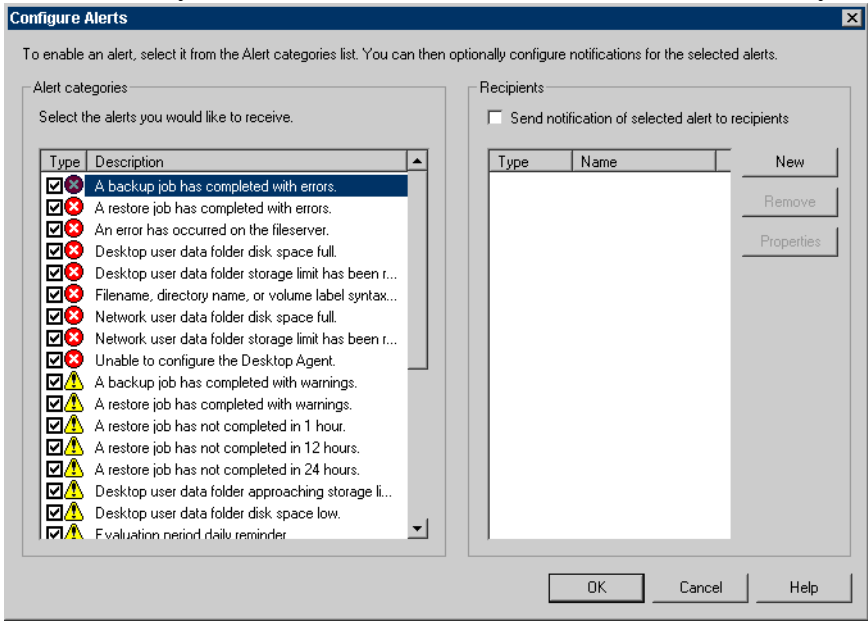 Configure Alerts
To enable an alert, select it from the Alert categories list. You can then optionally configure notifications for the selected alerts.
Alert categories
Select the alerts you would like to receive.
Type Description
A backup job has completed with errors.
A restore job has completed with errors.
An error has occurred on the fileserver.
Desktop user data folder disk space full.
Desktop user data folder storage limit has been r...
Filename, directory name, or volume label syntax...
Network user data folder disk space full.
Network user data folder storage limit has been r...
Unable to configure the Desktop Agent.
A backup job has completed with warnings.
A restore job has completed with warnings.
A restore job has not completed in 1 hour.
A restore job has not completed in 12 hours.
A restore job has not completed in 24 hours.
Desktop user data folder approaching storage li...
Desktop user data folder disk space low.
Evaluation period daily reminder
Recipients
Send notification of selected alert to recipients
Type Name
New
Remove
Properties
OK Cancel Help